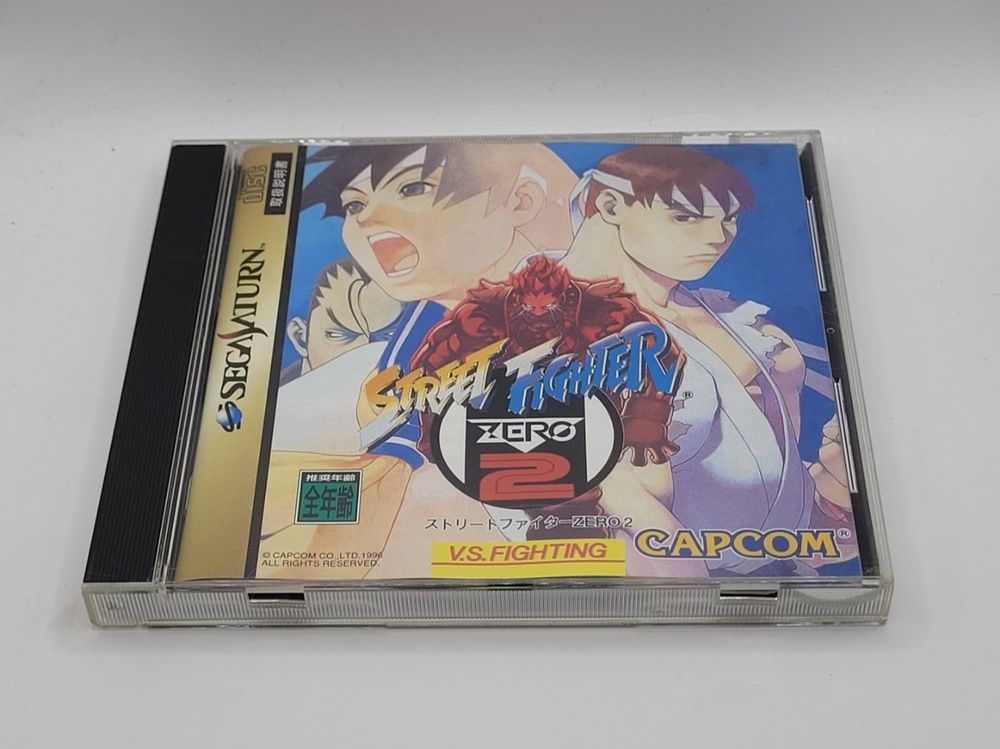 DISC
取扱説明書
SEGA SATURN™
STREET FIGHTER®
ZERO
2
ストリートファイターZERO2
推奨年齢
全年齢
© CAPCOM CO., LTD. 1996
ALL RIGHTS RESERVED.
V.S. FIGHTING
CAPCOM®